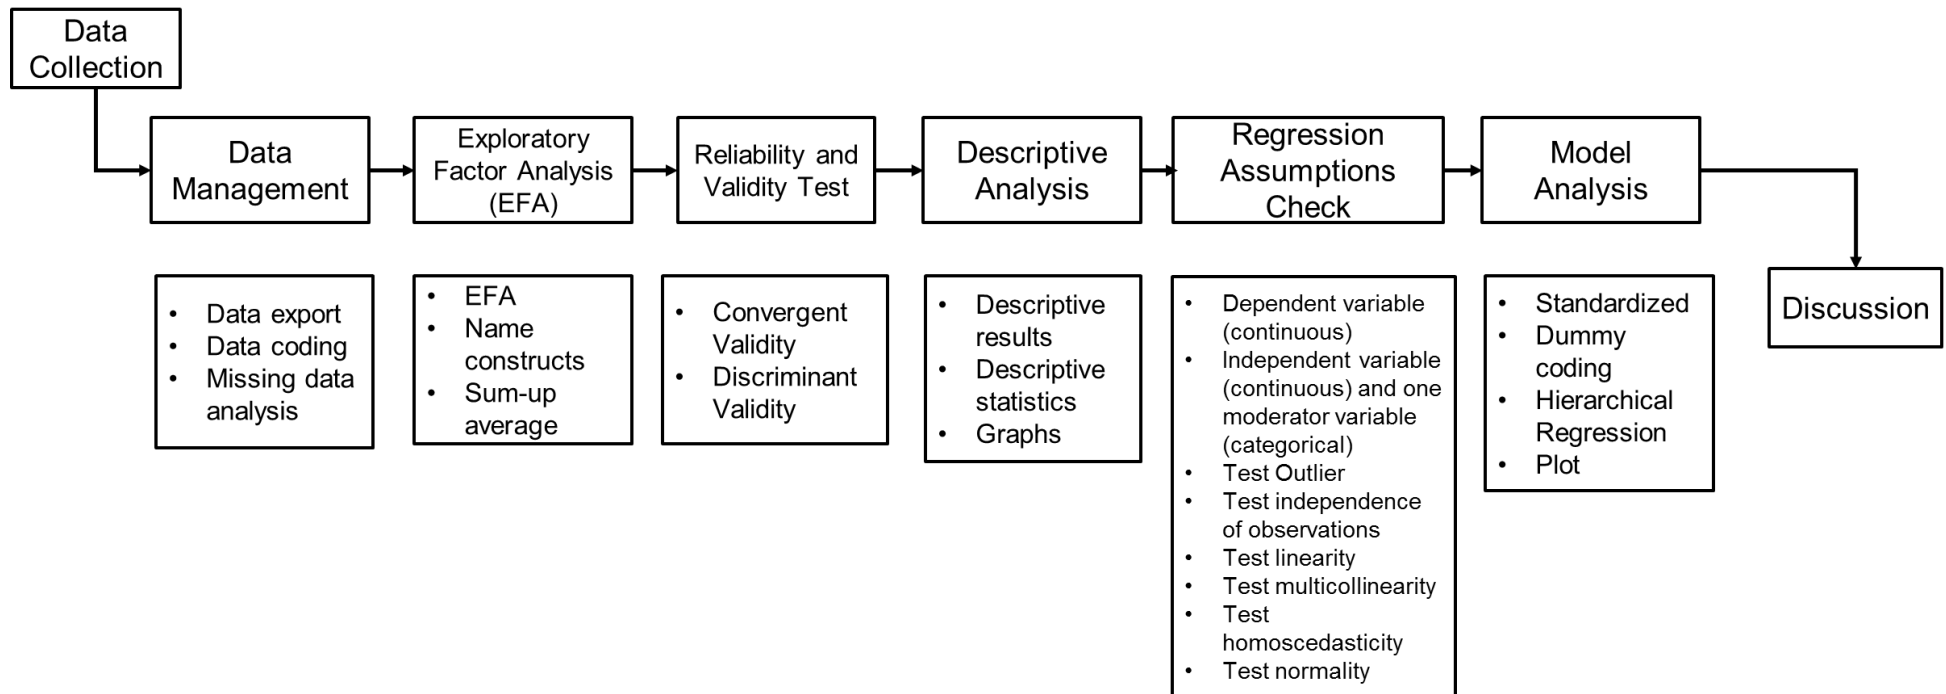 Data
Collection
Data
Management
Exploratory
Factor Analysis
(EFA)
Reliability and
Validity Test
Descriptive
Analysis
Regression
Assumptions
Check
Model
Analysis
Discussion
• Data export
• Data coding
• Missing data
analysis
• EFA
• Name
constructs
• Sum-up
average
• Convergent
Validity
• Discriminant
Validity
• Descriptive
results
• Descriptive
statistics
• Graphs
• Dependent variable
(continuous)
• Independent variable
(continuous) and one
moderator variable
(categorical)
• Test Outlier
• Test independence
of observations
• Test linearity
• Test multicollinearity
• Test
homoscedasticity
• Test normality
• Standardized
• Dummy
coding
• Hierarchical
Regression
• Plot